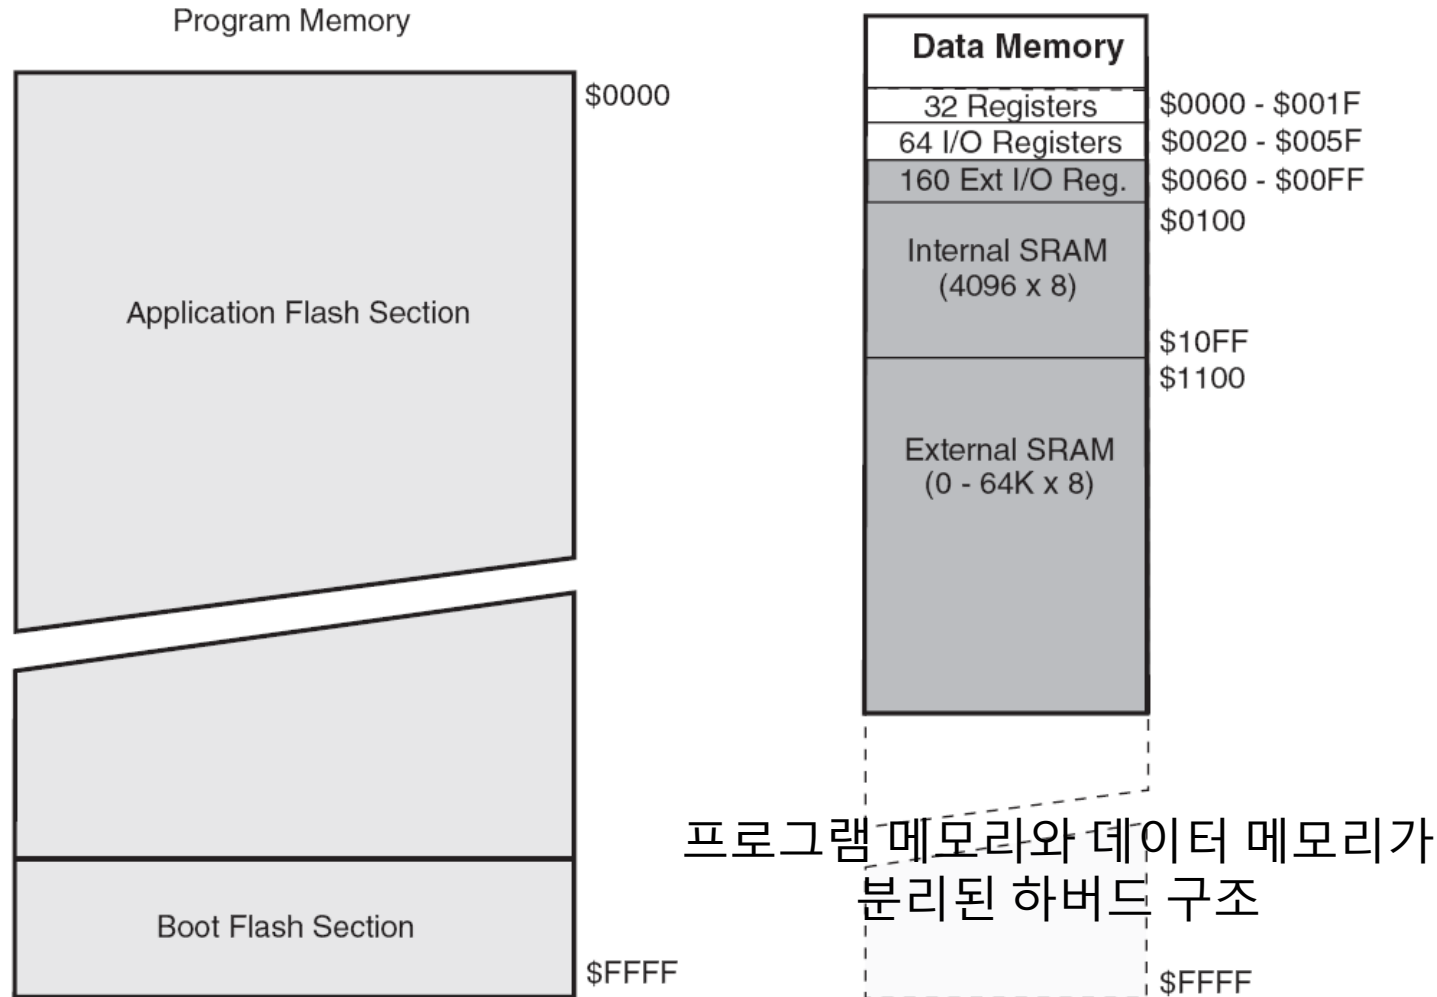 Program Memory
$0000
Application Flash Section
Boot Flash Section
$FFFF
Data Memory
32 Registers
$0000 - $001F
64 I/O Registers
$0020 - $005F
160 Ext I/O Reg.
$0060 - $00FF
$0100
Internal SRAM
(4096 x 8)
$10FF
$1100
External SRAM
(0 - 64K x 8)
프로그램 메모리와 데이터 메모리가
분리된 하버드 구조
$FFFF